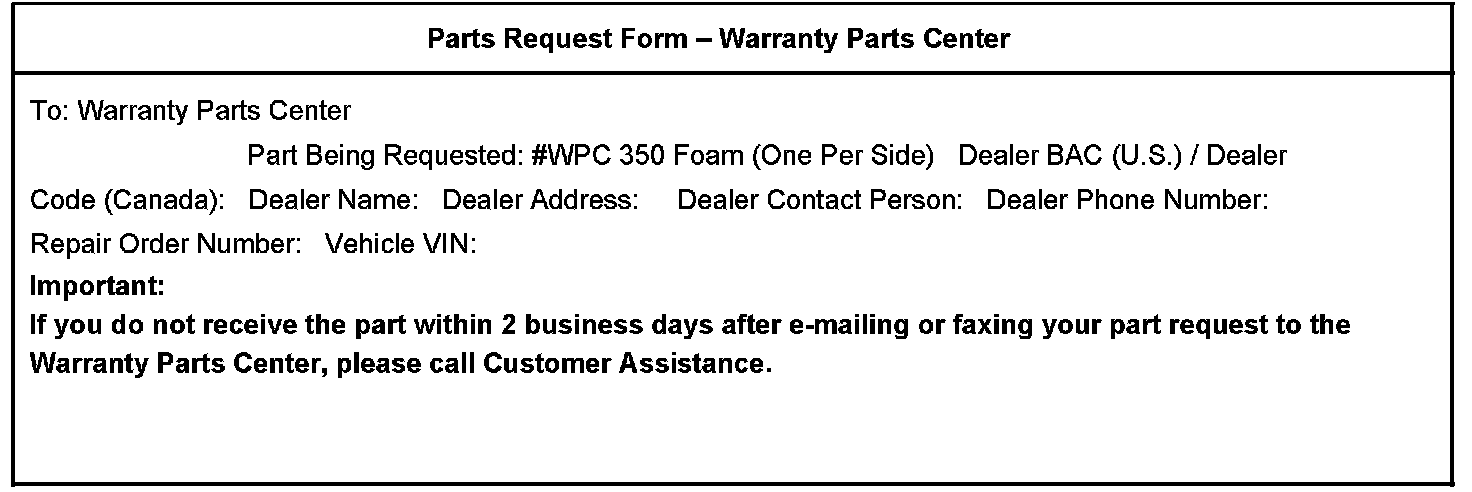 Parts Request Form – Warranty Parts Center
To: Warranty Parts Center
Part Being Requested: #WPC 350 Foam (One Per Side) Dealer BAC (U.S.) / Dealer
Code (Canada): Dealer Name: Dealer Address: Dealer Contact Person: Dealer Phone Number:
Repair Order Number: Vehicle VIN:
Important:
If you do not receive the part within 2 business days after e-mailing or faxing your part request to the
Warranty Parts Center, please call Customer Assistance.